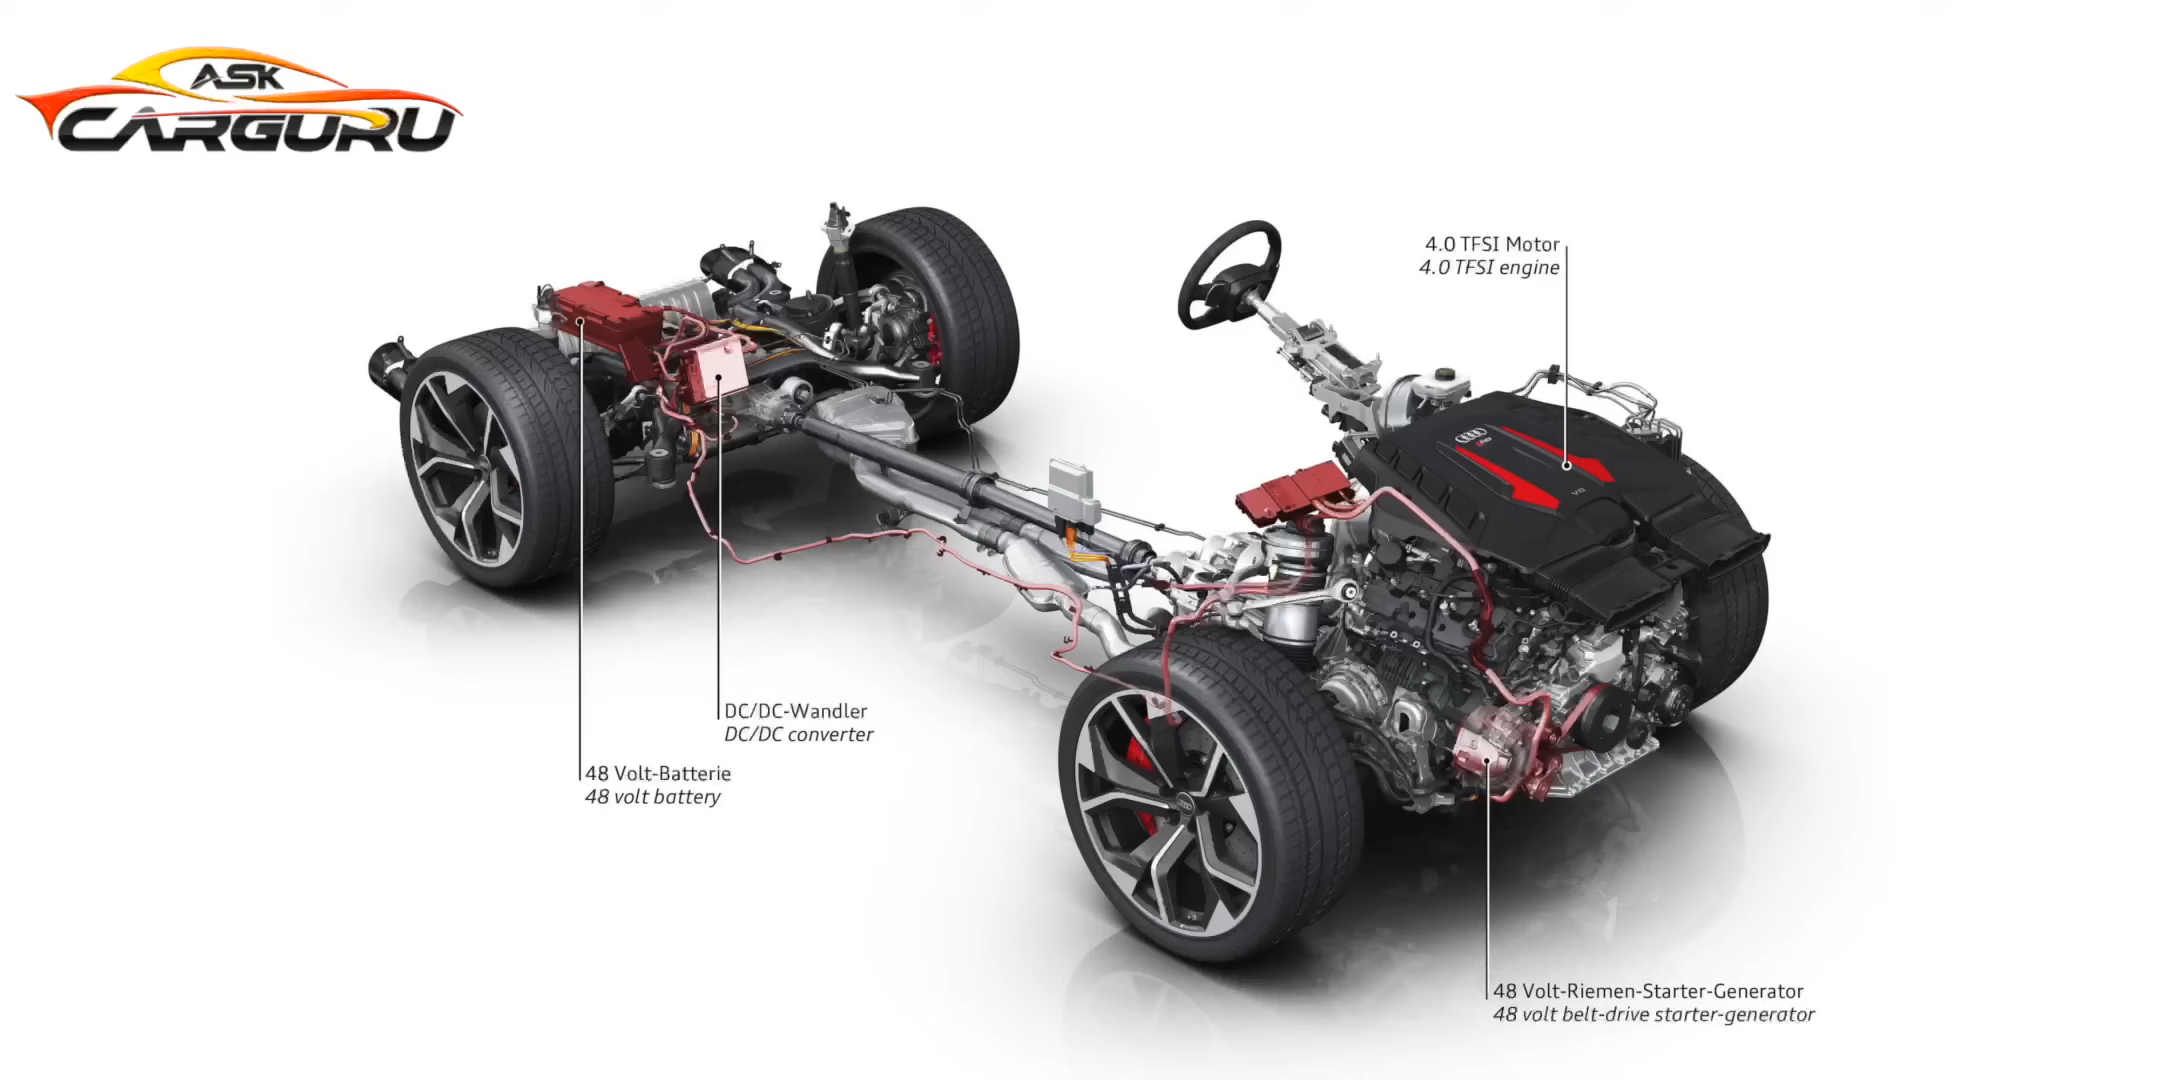 ASK
CARGURU
4.0 TFSI Motor
4.0 TFSI engine
V8
DC/DC-Wandler
DC/DC converter
48 Volt-Batterie
48 volt battery
48 Volt-Riemen-Starter-Generator
48 volt belt-drive starter-generator